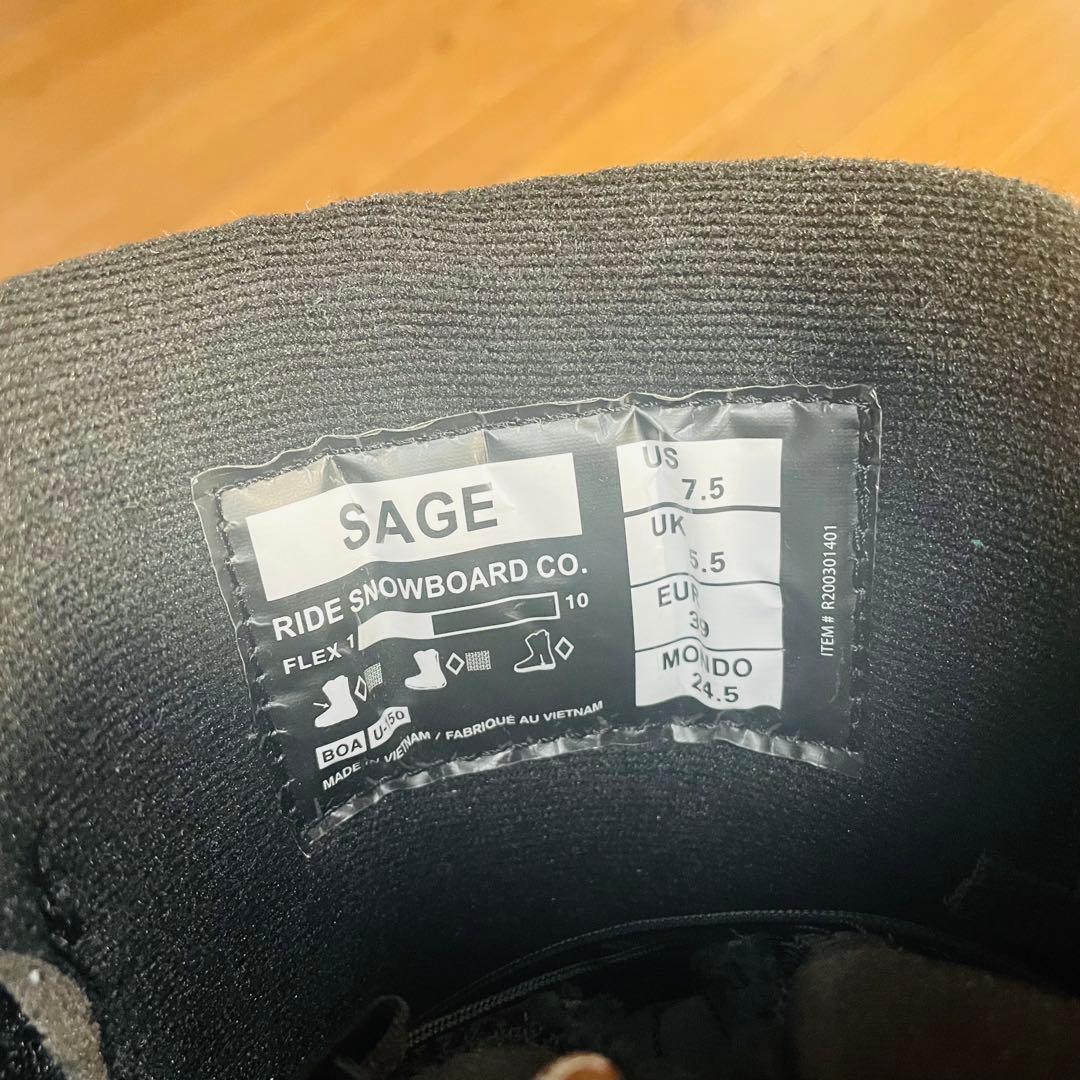 SAGE
RIDE SNOWBOARD CO.
FLEX 1 10
BOA
MADE VIETNAM / FABRIQUÉ AU VIETNAM
US
7.5
UK
5.5
EUR
39
MONDO
24.5
ITEM# R200301401